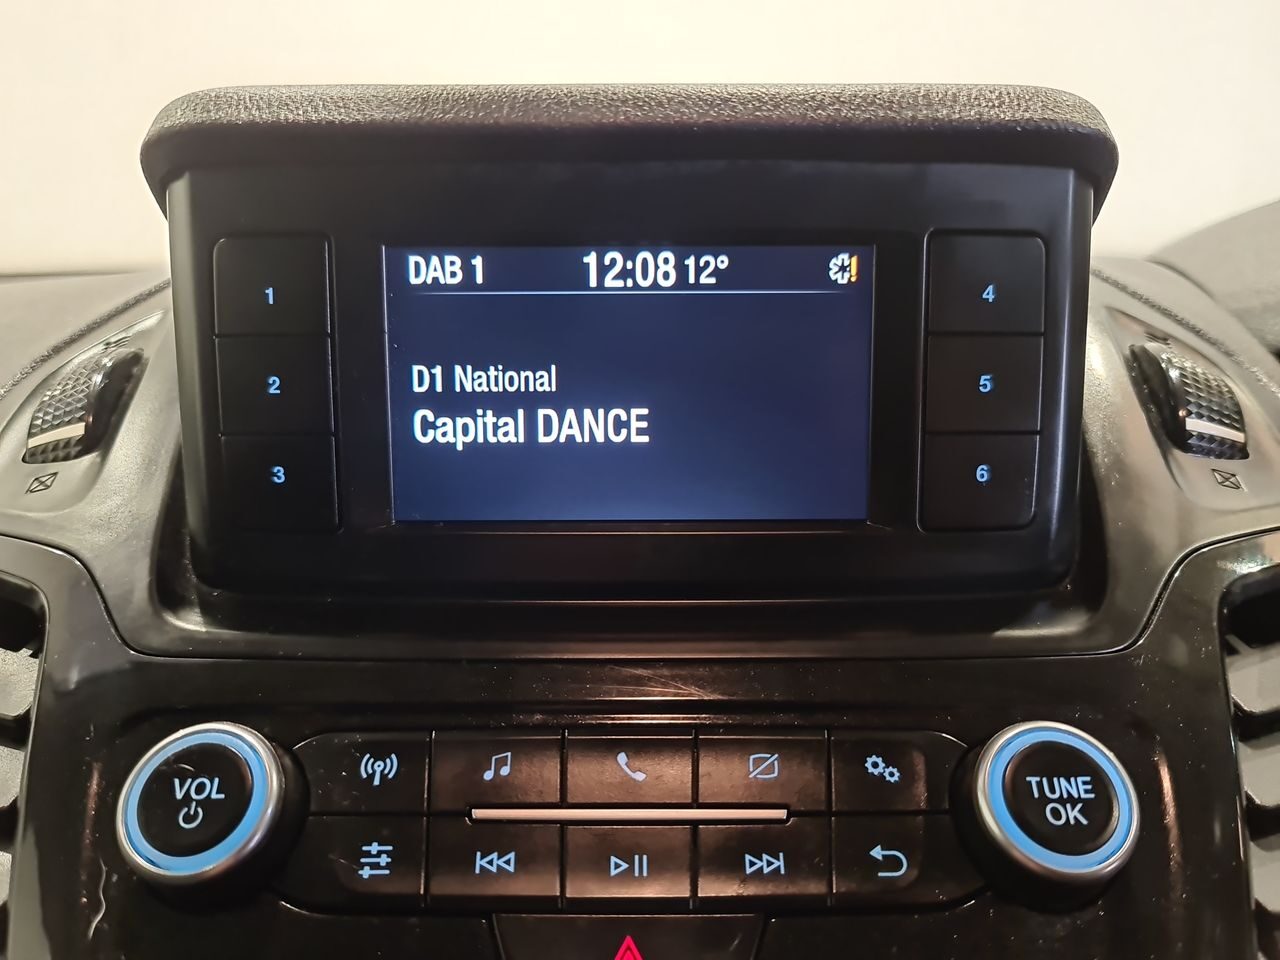 DAB 1 12:08 12°
D1 National
Capital DANCE
1
2
3
4
5
6
VOL
TUNE
OK